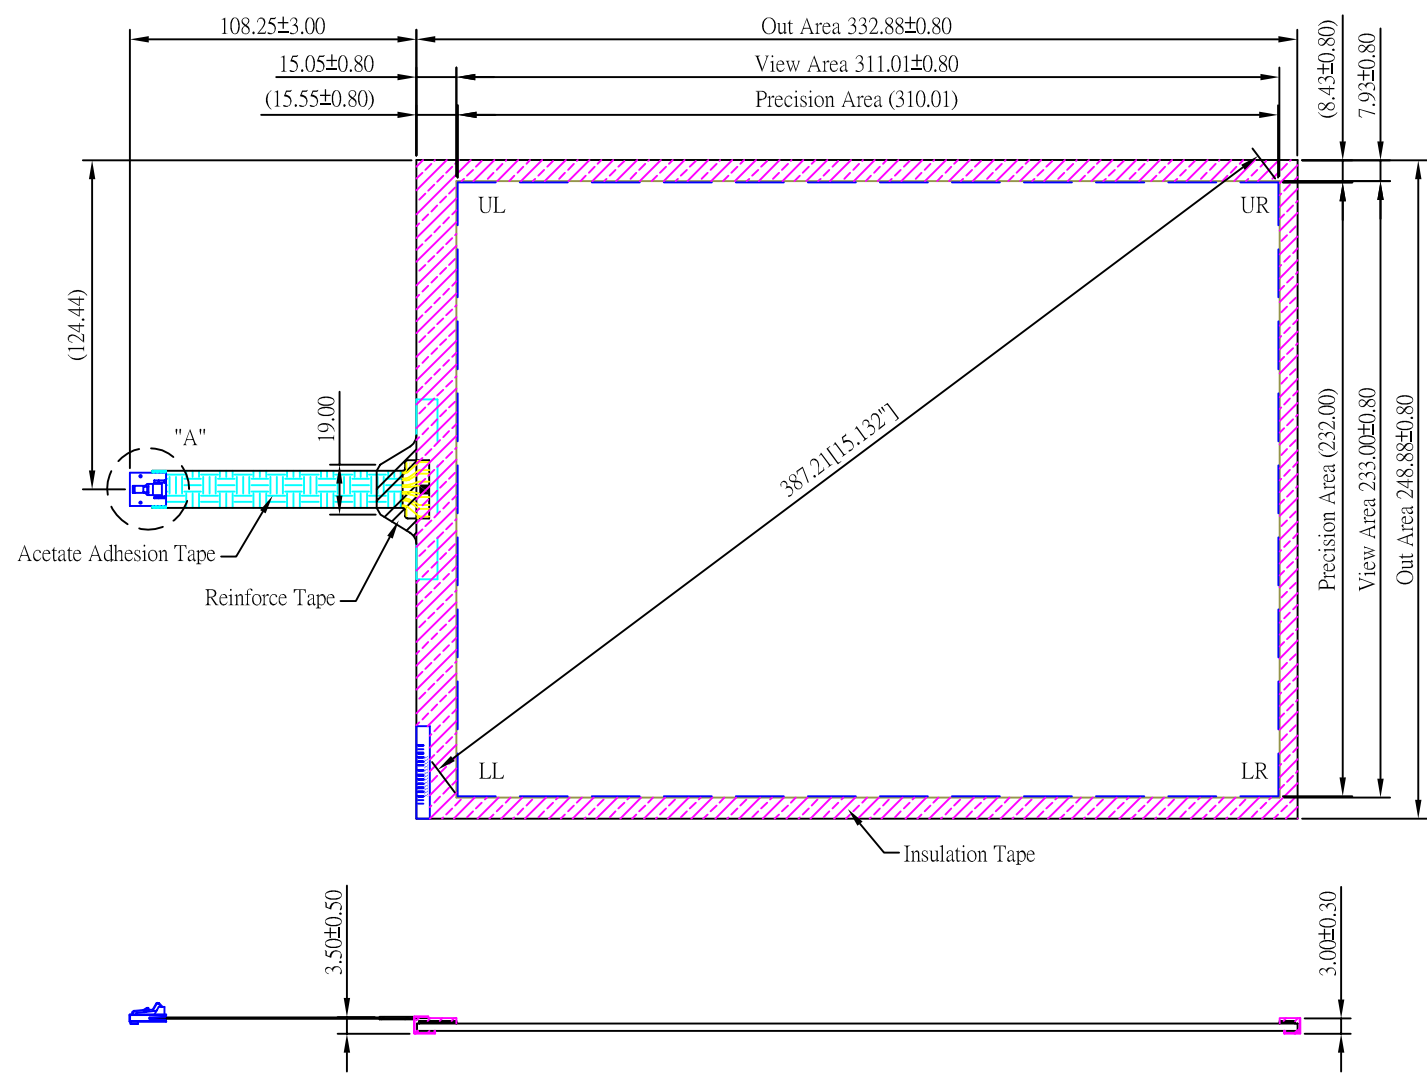 108.25±3.00
Out Area 332.88±0.80
15.05±0.80
View Area 311.01±0.80
(15.55±0.80)
Precision Area (310.01)
(8.43±0.80)
7.93±0.80
UL
UR
(124.44)
19.00
"A"
387.21[15.132"]
Precision Area (232.00)
View Area 233.00±0.80
Out Area 248.88±0.80
Acetate Adhesion Tape
Reinforce Tape
LL
LR
Insulation Tape
3.50±0.50
3.00±0.30